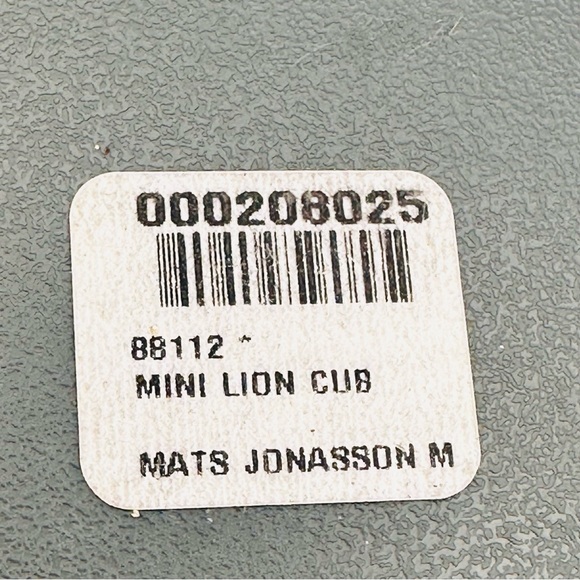 000208025
88112 *
MINI LION CUB
MATS JONASSON M